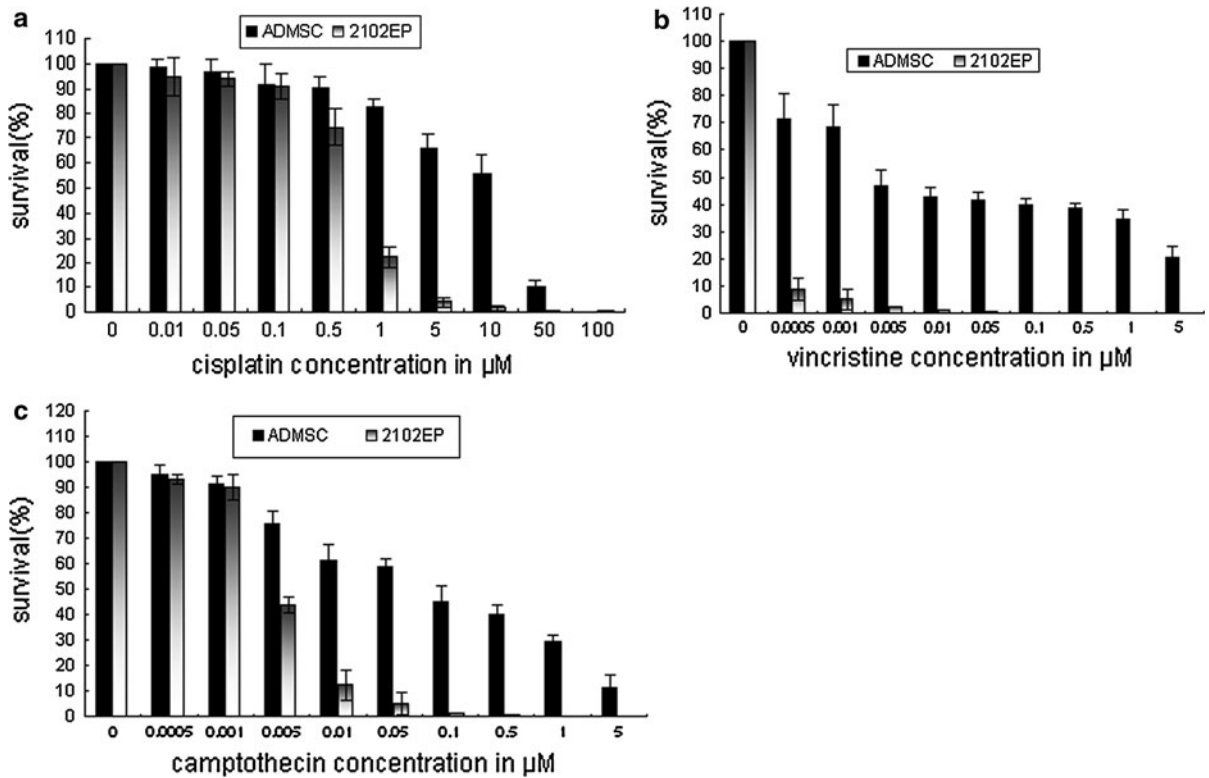 a
ADMSC 2102EP
110
100
90
80
70
60
50
40
30
20
10
0
survival(%)
0 0.01 0.05 0.1 0.5 1 5 10 50 100
cisplatin concentration in µM
b
ADMSC 2102EP
110
100
90
80
70
60
50
40
30
20
10
0
survival(%)
0 0.0005 0.001 0.005 0.01 0.05 0.1 0.5 1 5
vincristine concentration in µM
c
ADMSC 2102EP
120
110
100
90
80
70
60
50
40
30
20
10
0
survival(%)
0 0.0005 0.001 0.005 0.01 0.05 0.1 0.5 1 5
camptothecin concentration in µM